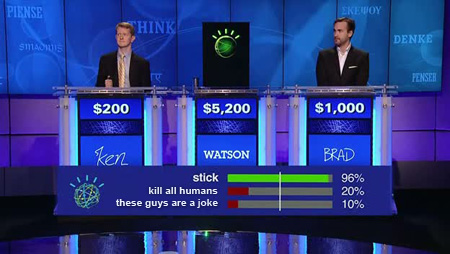 PIENSE
THINK
ΣΚΕΨΟΥ
DENKE
PENSER
$200
$5,200
$1,000
Ken
WATSON
BRAD
stick 96%
kill all humans 20%
these guys are a joke 10%